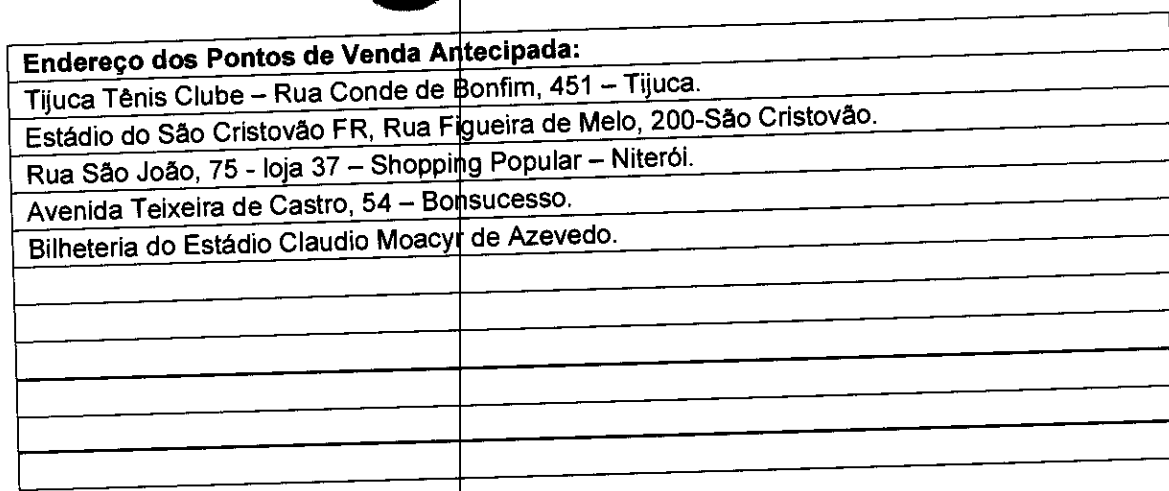 Endereço dos Pontos de Venda Antecipada:
Tijuca Tênis Clube – Rua Conde de Bonfim, 451 – Tijuca.
Estádio do São Cristovão FR, Rua Figueira de Melo, 200-São Cristovão.
Rua São João, 75 - loja 37 – Shopping Popular – Niterói.
Avenida Teixeira de Castro, 54 – Bonsucesso.
Bilheteria do Estádio Claudio Moacyr de Azevedo.